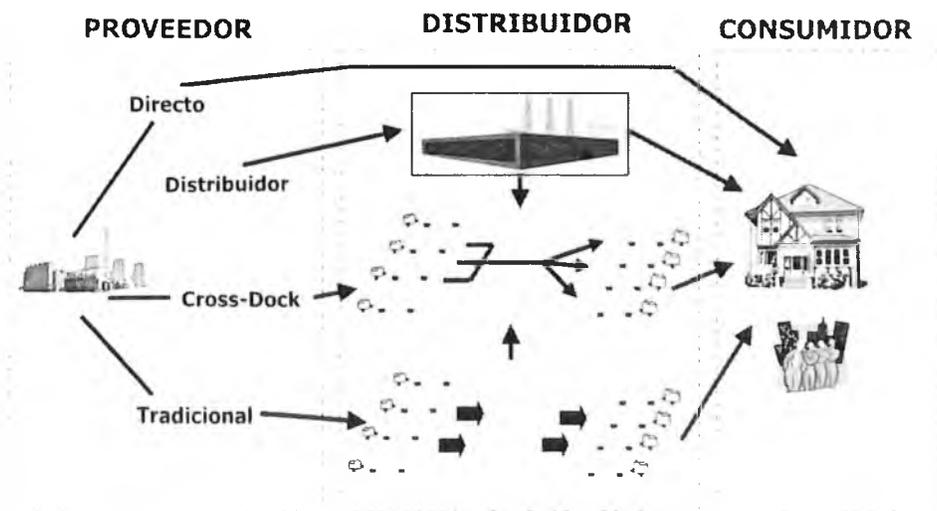 PROVEEDOR
DISTRIBUIDOR
CONSUMIDOR
Directo
Distribuidor
Cross-Dock
Tradicional